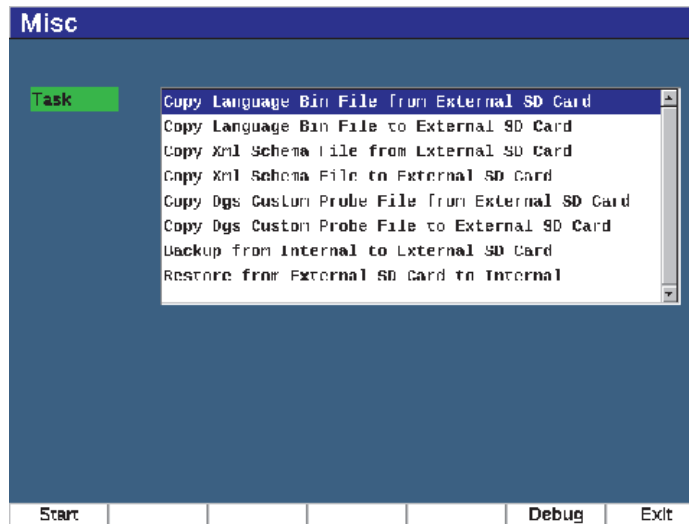 Misc
Task
Copy Language Bin File from External SD Card
Copy Language Bin File to External SD Card
Copy Xml Schema File from External SD Card
Copy Xml Schema File to External SD Card
Copy Dgs Custom Probe File from External SD Card
Copy Dgs Custom Probe File to External SD Card
Backup from Internal to External SD Card
Restore from External SD Card to Internal
Start Debug Exit